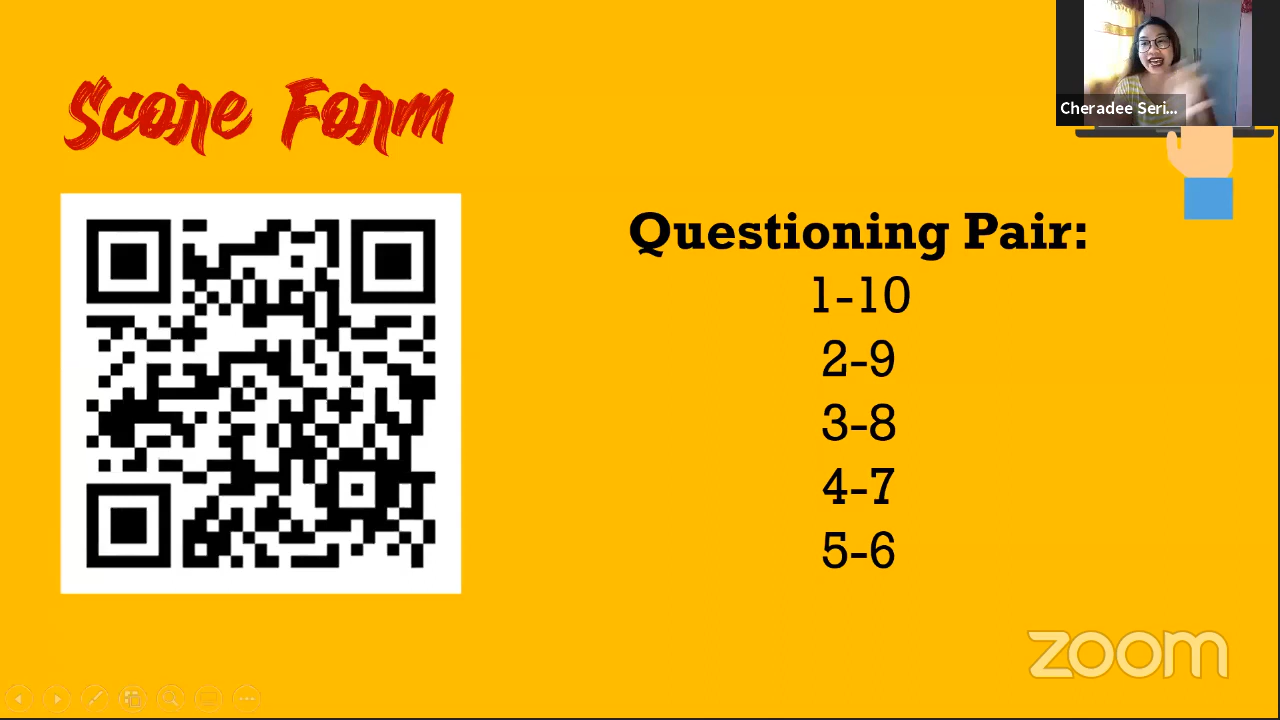 Cheradee Seri...
Score Form
Questioning Pair:
1-10
2-9
3-8
4-7
5-6
zoom